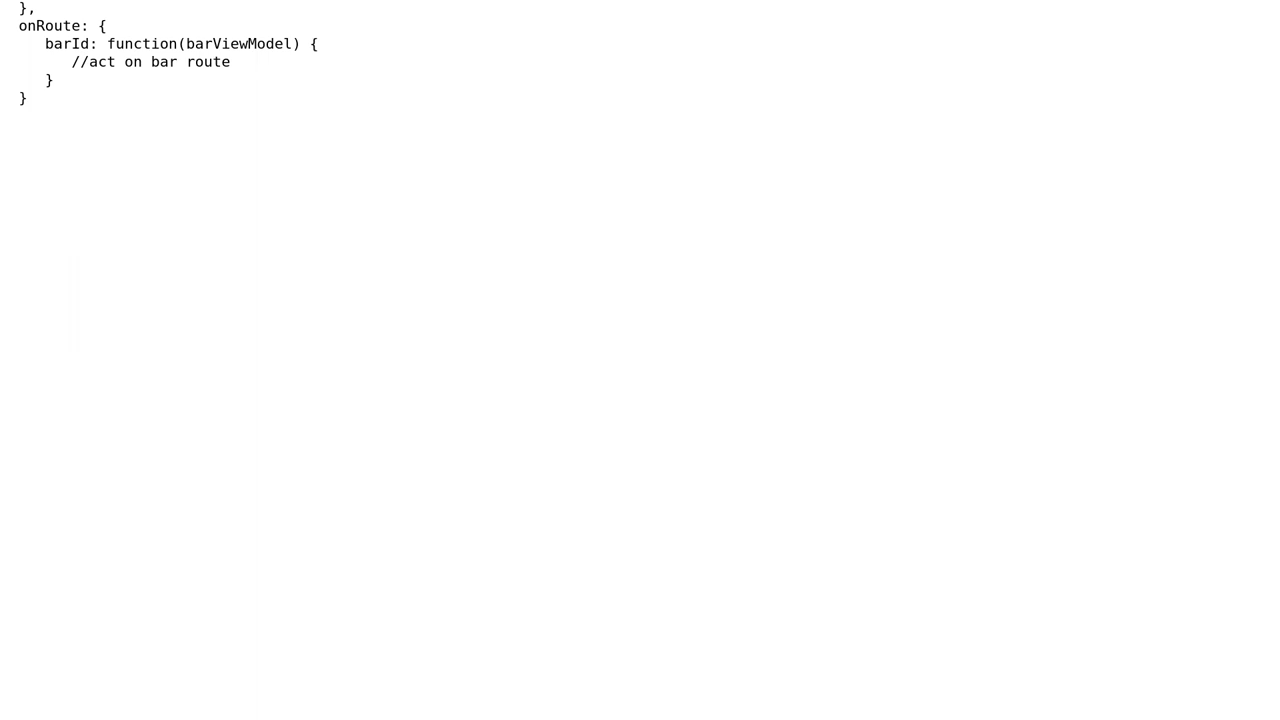 },
onRoute: {
   barId: function(barViewModel) {
      //act on bar route
   }
}